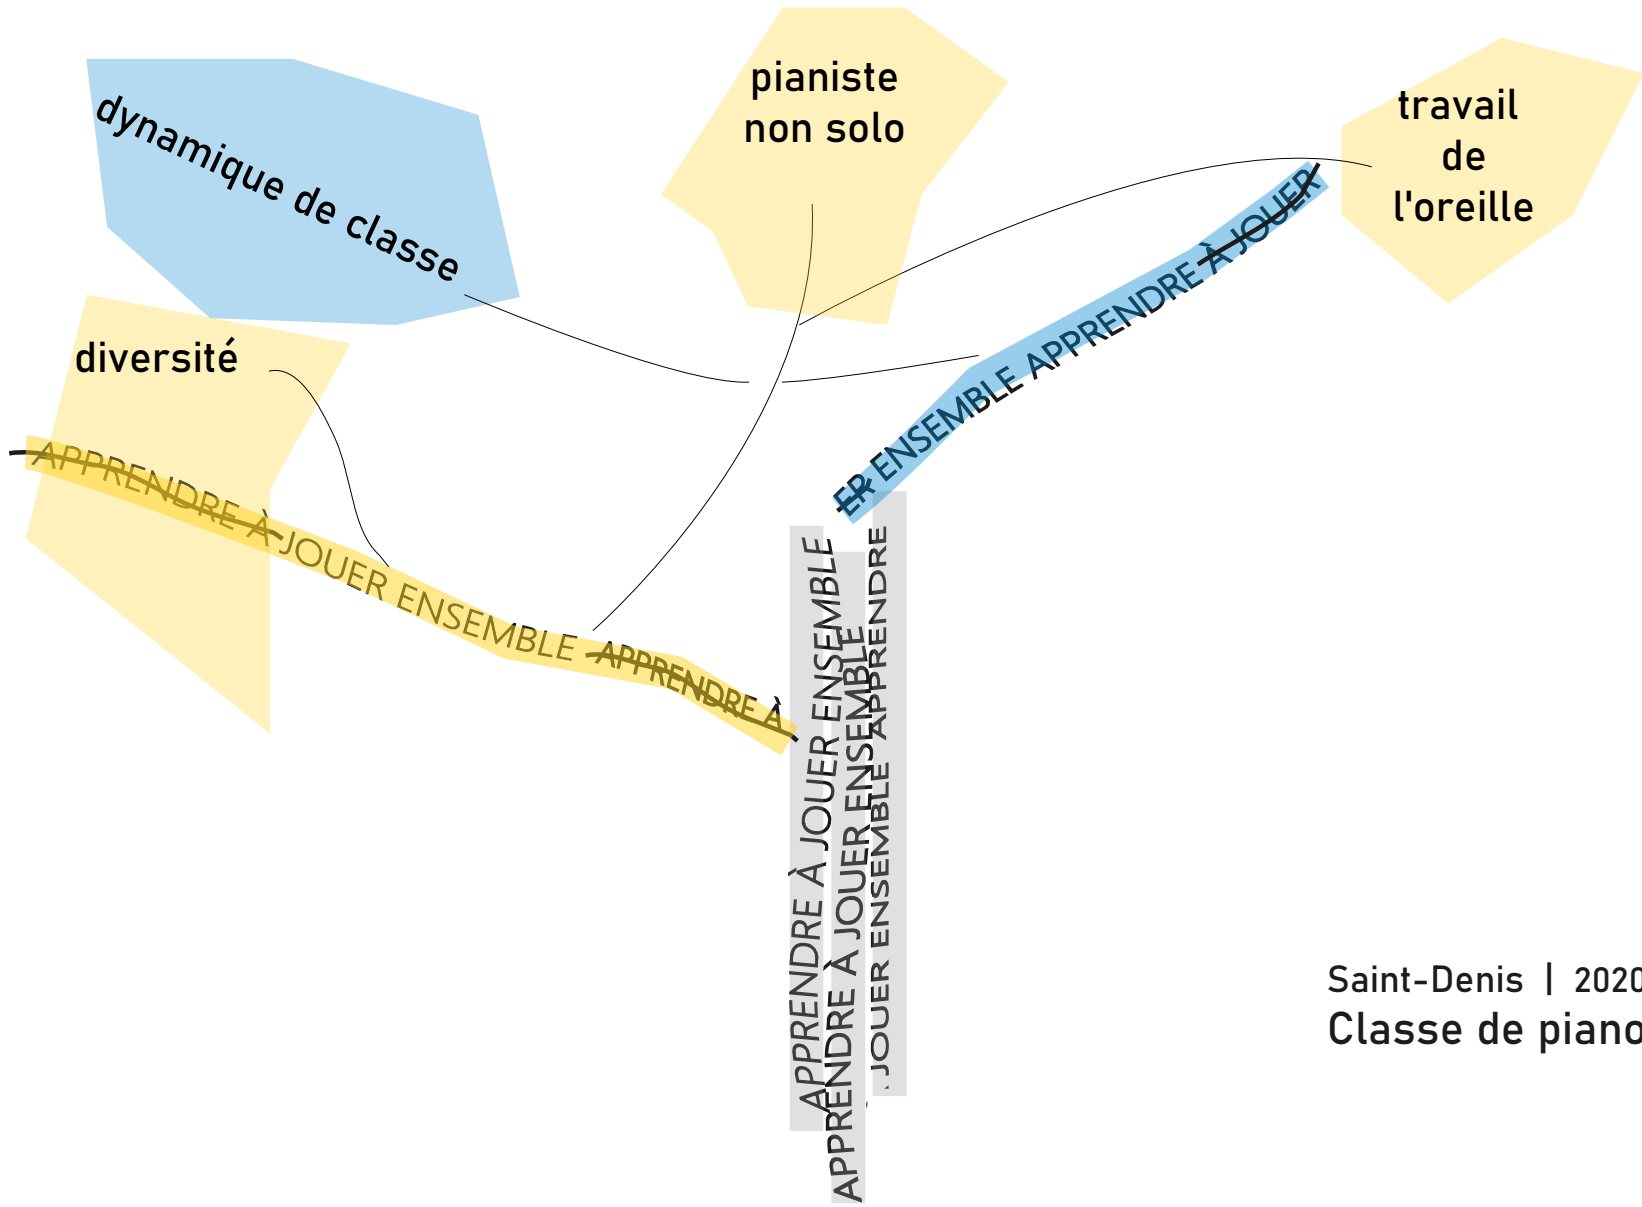 dynamique de classe
pianiste
non solo
travail
de
l'oreille
diversité
APPRENDRE À JOUER ENSEMBLE APPRENDRE À
ER ENSEMBLE APPRENDRE À JOUER
APPRENDRE À JOUER ENSEMBLE
APPRENDRE À JOUER ENSEMBLE
JOUER ENSEMBLE APPRENDRE
Saint-Denis | 2020
Classe de piano